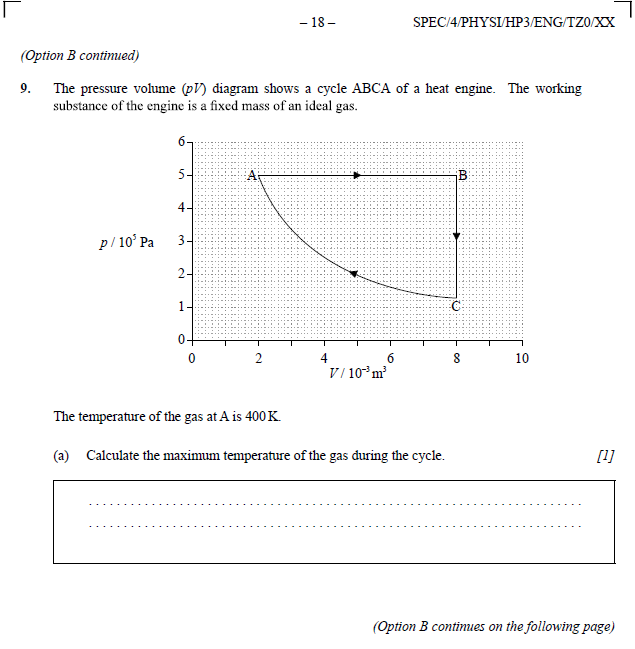 – 18 –
SPEC/4/PHYSI/HP3/ENG/TZ0/XX
(Option B continued)
9. The pressure volume (pV) diagram shows a cycle ABCA of a heat engine. The working
substance of the engine is a fixed mass of an ideal gas.
6
5
A
B
4
p / 10⁵ Pa
3
2
1
C
0
0 2 4 6 8 10
V / 10⁻³ m³
The temperature of the gas at A is 400 K.
(a) Calculate the maximum temperature of the gas during the cycle. [1]
(Option B continues on the following page)